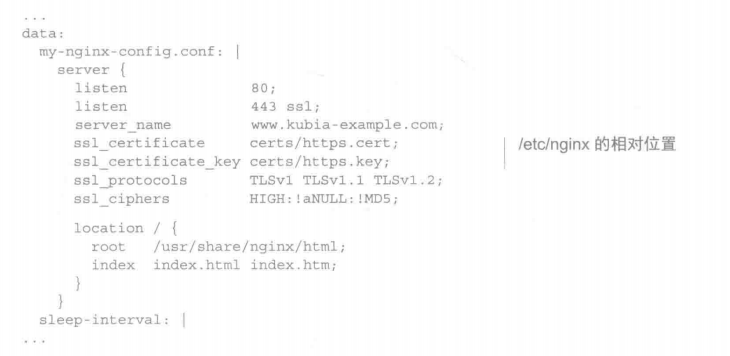 ...
data:
  my-nginx-config.conf: |
    server {
      listen              80;
      listen              443 ssl;
      server_name         www.kubia-example.com;
      ssl_certificate     certs/https.cert;
      ssl_certificate_key certs/https.key;
/etc/nginx 的相对位置
      ssl_protocols       TLSv1 TLSv1.1 TLSv1.2;
      ssl_ciphers         HIGH:!aNULL:!MD5;
      location / {
        root   /usr/share/nginx/html;
        index  index.html index.htm;
      }
    }
  sleep-interval: |
...